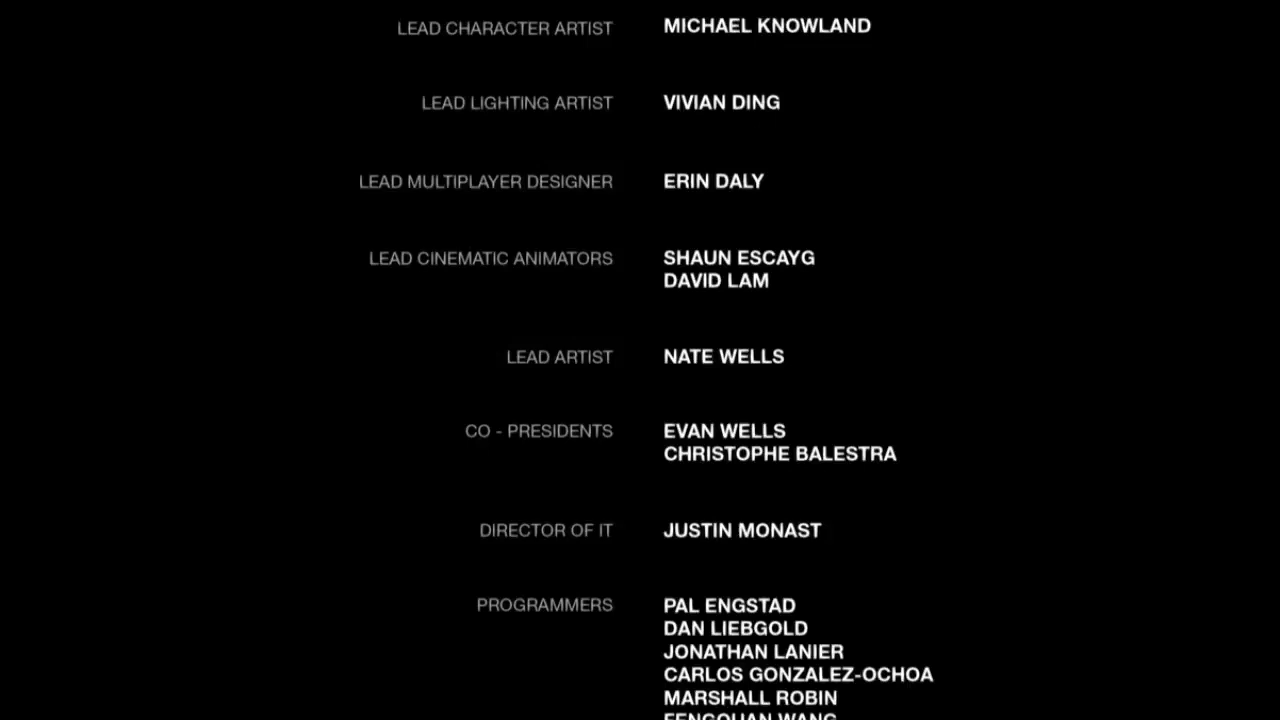 LEAD CHARACTER ARTIST MICHAEL KNOWLAND
LEAD LIGHTING ARTIST VIVIAN DING
LEAD MULTIPLAYER DESIGNER ERIN DALY
LEAD CINEMATIC ANIMATORS SHAUN ESCAYG
DAVID LAM
LEAD ARTIST NATE WELLS
CO - PRESIDENTS EVAN WELLS
CHRISTOPHE BALESTRA
DIRECTOR OF IT JUSTIN MONAST
PROGRAMMERS PAL ENGSTAD
DAN LIEBGOLD
JONATHAN LANIER
CARLOS GONZALEZ-OCHOA
MARSHALL ROBIN
WANG